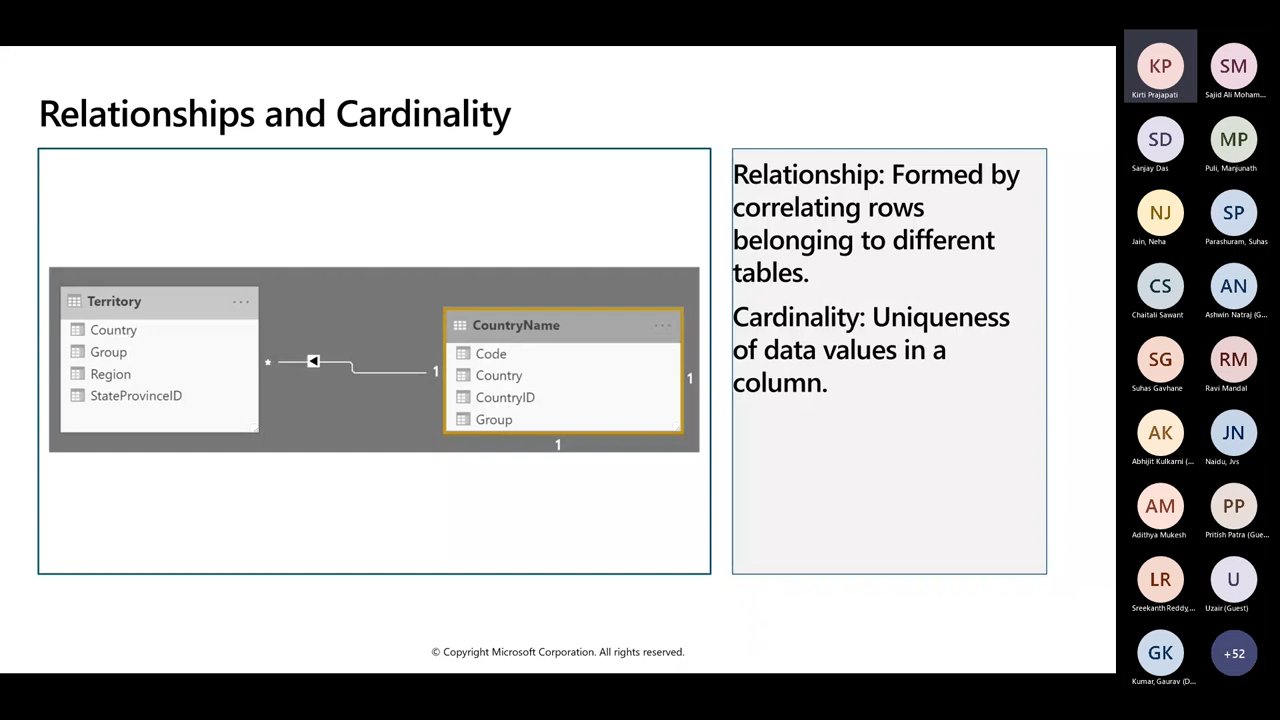 Relationships and Cardinality
Territory ...
Country
Group
Region
StateProvinceID
*
1
CountryName ...
Code
Country
CountryID
Group
1
1
Relationship: Formed by
correlating rows
belonging to different
tables.
Cardinality: Uniqueness
of data values in a
column.
© Copyright Microsoft Corporation. All rights reserved.
KP
Kirti Prajapati
SM
Sajid Ali Moham...
SD
Sanjay Das
MP
Puli, Manjunath
NJ
Jain, Neha
SP
Parashuram, Suhas
CS
Chaitali Sawant
AN
Ashwin Natraj (G...
SG
Suhas Gavhane
RM
Ravi Mandal
AK
Abhijit Kulkarni (...
JN
Naidu, Jvs
AM
Adithya Mukesh
PP
Pritish Patra (Gue...
LR
Sreekanth Reddy,...
U
Uzair (Guest)
GK
Kumar, Gaurav (D...
+52